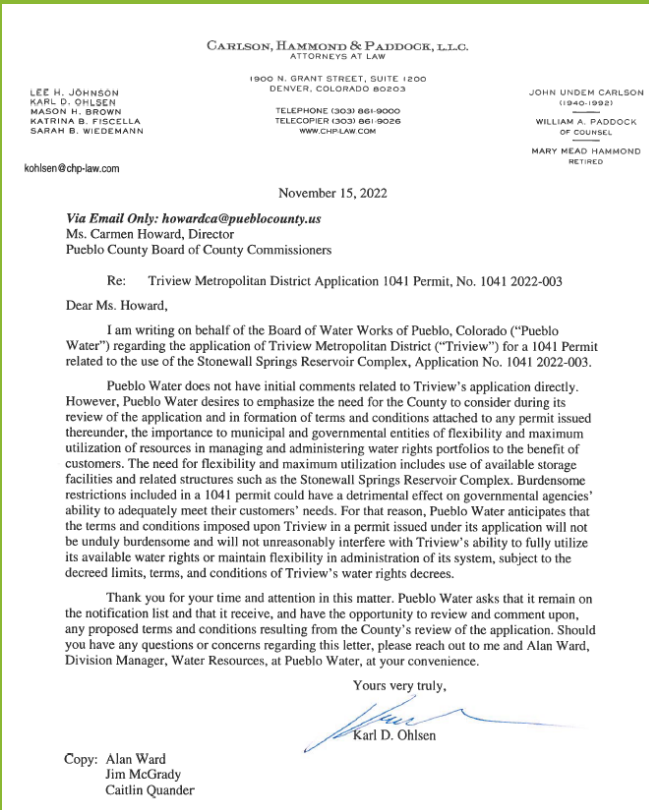 CARLSON, HAMMOND & PADDOCK, L.L.C.
ATTORNEYS AT LAW
1900 N. GRANT STREET, SUITE 1200
DENVER, COLORADO 80203
TELEPHONE (303) 861-9000
TELECOPIER (303) 861-9026
WWW.CHP-LAW.COM
LEE H. JOHNSON
KARL D. OHLSEN
MASON H. BROWN
KATRINA B. FISCELLA
SARAH B. WIEDEMANN
JOHN UNDEM CARLSON
(1940-1992)
WILLIAM A. PADDOCK
OF COUNSEL
MARY MEAD HAMMOND
RETIRED
kohlsen@chp-law.com
November 15, 2022
Via Email Only: howardca@pueblocounty.us
Ms. Carmen Howard, Director
Pueblo County Board of County Commissioners
Re: Triview Metropolitan District Application 1041 Permit, No. 1041 2022-003
Dear Ms. Howard,
I am writing on behalf of the Board of Water Works of Pueblo, Colorado (“Pueblo
Water”) regarding the application of Triview Metropolitan District (“Triview”) for a 1041 Permit
related to the use of the Stonewall Springs Reservoir Complex, Application No. 1041 2022-003.
Pueblo Water does not have initial comments related to Triview’s application directly.
However, Pueblo Water desires to emphasize the need for the County to consider during its
review of the application and in formation of terms and conditions attached to any permit issued
thereunder, the importance to municipal and governmental entities of flexibility and maximum
utilization of resources in managing and administering water rights portfolios to the benefit of
customers. The need for flexibility and maximum utilization includes use of available storage
facilities and related structures such as the Stonewall Springs Reservoir Complex. Burdensome
restrictions included in a 1041 permit could have a detrimental effect on governmental agencies’
ability to adequately meet their customers’ needs. For that reason, Pueblo Water anticipates that
the terms and conditions imposed upon Triview in a permit issued under its application will not
be unduly burdensome and will not unreasonably interfere with Triview’s ability to fully utilize
its available water rights or maintain flexibility in administration of its system, subject to the
decreed limits, terms, and conditions of Triview’s water rights decrees.
Thank you for your time and attention in this matter. Pueblo Water asks that it remain on
the notification list and that it receive, and have the opportunity to review and comment upon,
any proposed terms and conditions resulting from the County’s review of the application. Should
you have any questions or concerns regarding this letter, please reach out to me and Alan Ward,
Division Manager, Water Resources, at Pueblo Water, at your convenience.
Yours very truly,
Karl D. Ohlsen
Copy: Alan Ward
Jim McGrady
Caitlin Quander